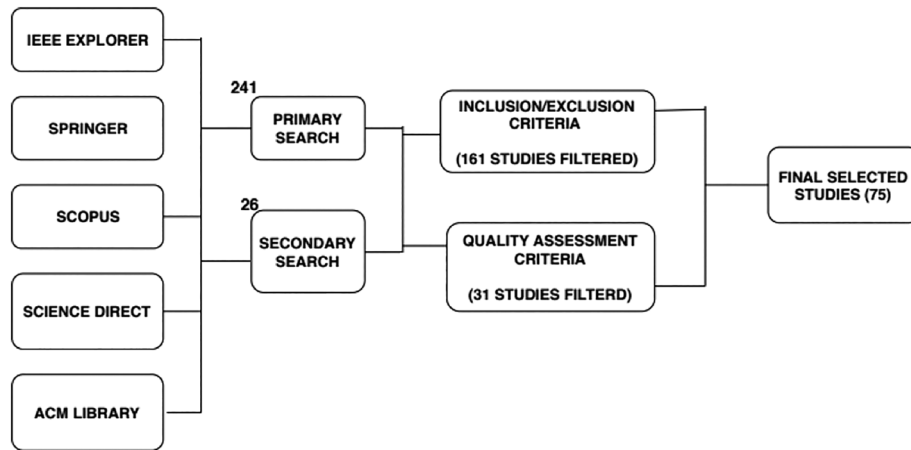 IEEE EXPLORER
SPRINGER
SCOPUS
SCIENCE DIRECT
ACM LIBRARY
241
PRIMARY
SEARCH
26
SECONDARY
SEARCH
INCLUSION/EXCLUSION
CRITERIA
(161 STUDIES FILTERED)
QUALITY ASSESSMENT
CRITERIA
(31 STUDIES FILTERD)
FINAL SELECTED
STUDIES (75)